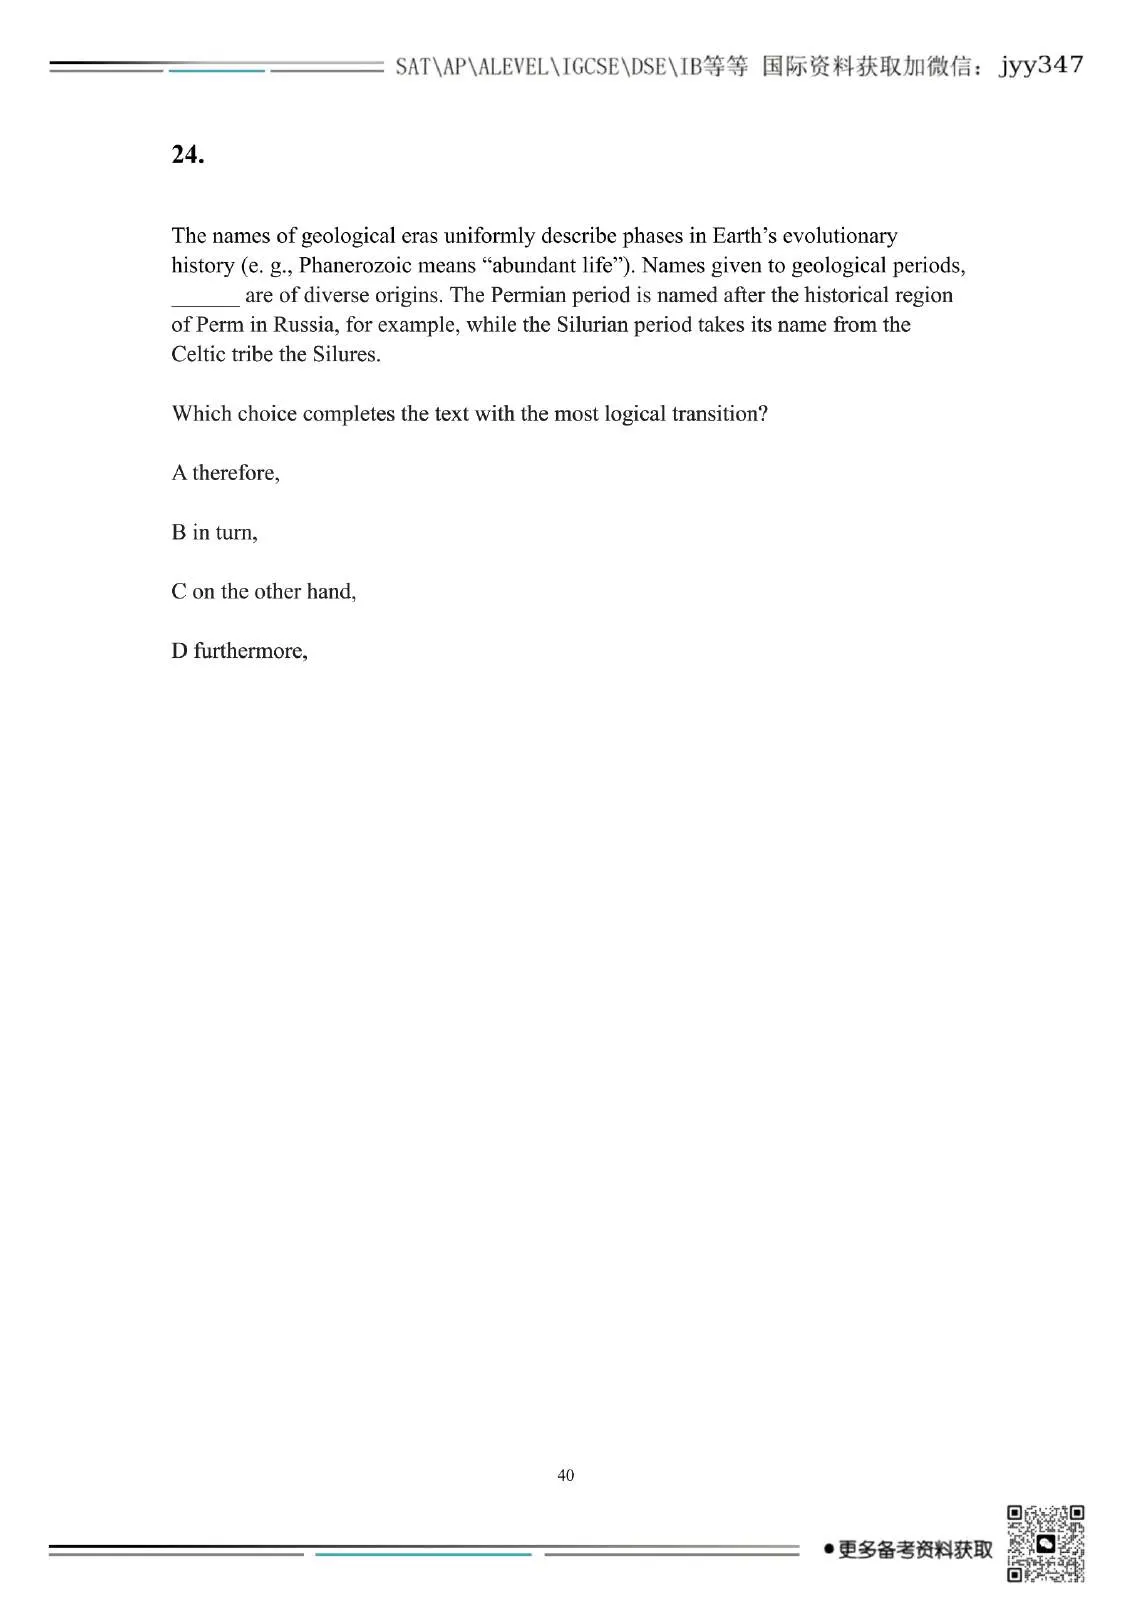 SAT\AP\ALEVEL\IGCSE\DSE\IB等等 国际资料获取加微信： jyy347
24.
The names of geological eras uniformly describe phases in Earth’s evolutionary
history (e. g., Phanerozoic means “abundant life”). Names given to geological periods,
______ are of diverse origins. The Permian period is named after the historical region
of Perm in Russia, for example, while the Silurian period takes its name from the
Celtic tribe the Silures.
Which choice completes the text with the most logical transition?
A therefore,
B in turn,
C on the other hand,
D furthermore,
40
●更多备考资料获取